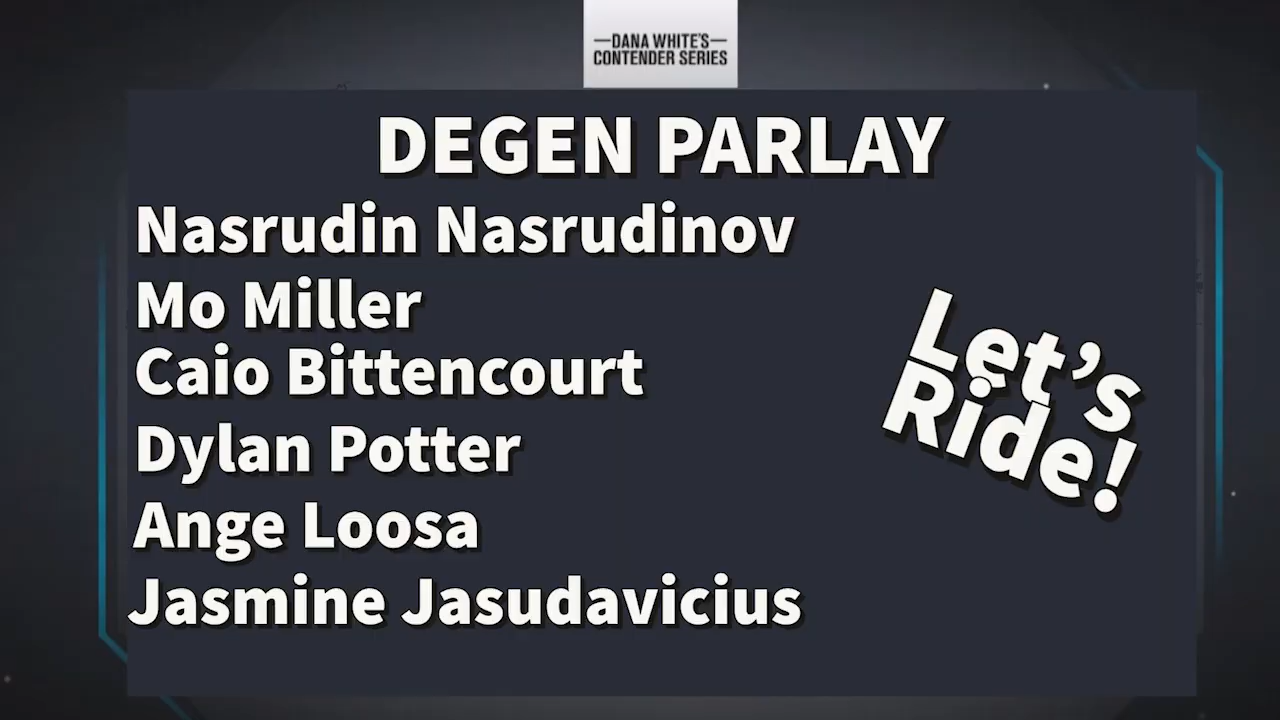 —DANA WHITE'S—
CONTENDER SERIES
DEGEN PARLAY
Nasrudin Nasrudinov
Mo Miller
Caio Bittencourt
Dylan Potter
Ange Loosa
Jasmine Jasudavicius
Let's
Ride!